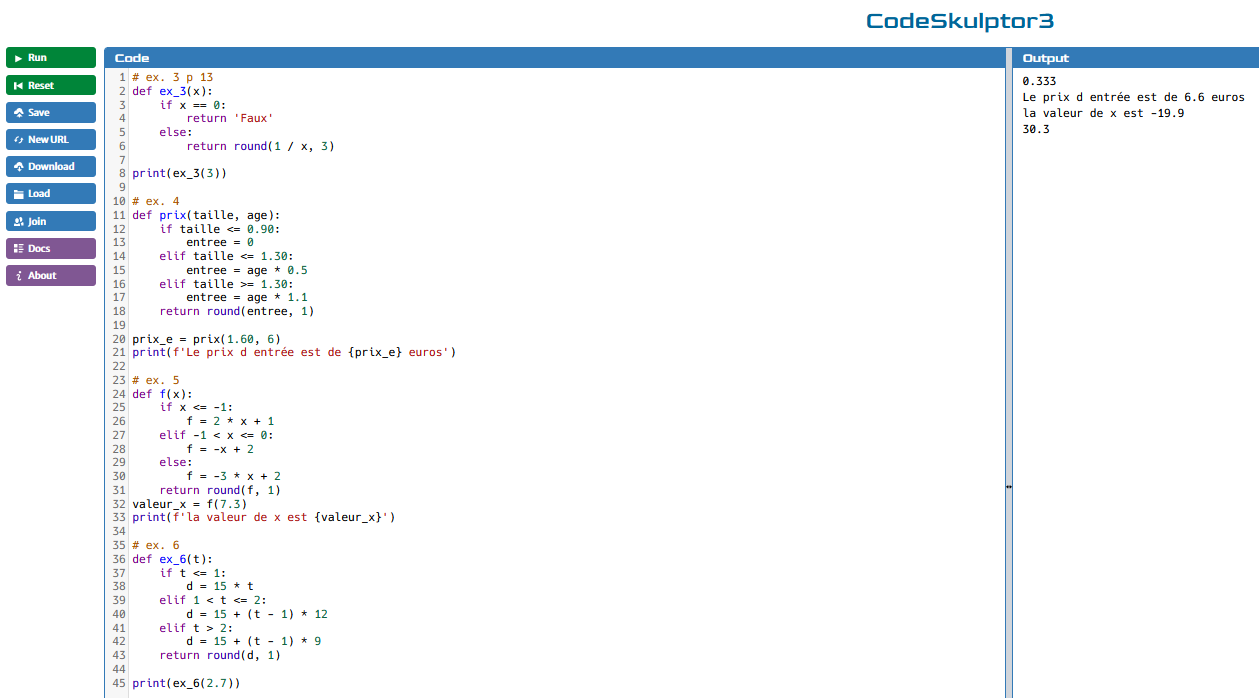 CodeSkulptor3
Run
Reset
Save
New URL
Download
Load
Join
Docs
About
Code
1 # ex. 3 p 13
2 def ex_3(x):
3     if x == 0:
4         return 'Faux'
5     else:
6         return round(1 / x, 3)
7
8 print(ex_3(3))
9
10 # ex. 4
11 def prix(taille, age):
12     if taille <= 0.90:
13         entree = 0
14     elif taille <= 1.30:
15         entree = age * 0.5
16     elif taille >= 1.30:
17         entree = age * 1.1
18     return round(entree, 1)
19
20 prix_e = prix(1.60, 6)
21 print(f'Le prix d entrée est de {prix_e} euros')
22
23 # ex. 5
24 def f(x):
25     if x <= -1:
26         f = 2 * x + 1
27     elif -1 < x <= 0:
28         f = -x + 2
29     else:
30         f = -3 * x + 2
31     return round(f, 1)
32 valeur_x = f(7.3)
33 print(f'la valeur de x est {valeur_x}')
34
35 # ex. 6
36 def ex_6(t):
37     if t <= 1:
38         d = 15 * t
39     elif 1 < t <= 2:
40         d = 15 + (t - 1) * 12
41     elif t > 2:
42         d = 15 + (t - 1) * 9
43     return round(d, 1)
44
45 print(ex_6(2.7))
Output
0.333
Le prix d entrée est de 6.6 euros
la valeur de x est -19.9
30.3